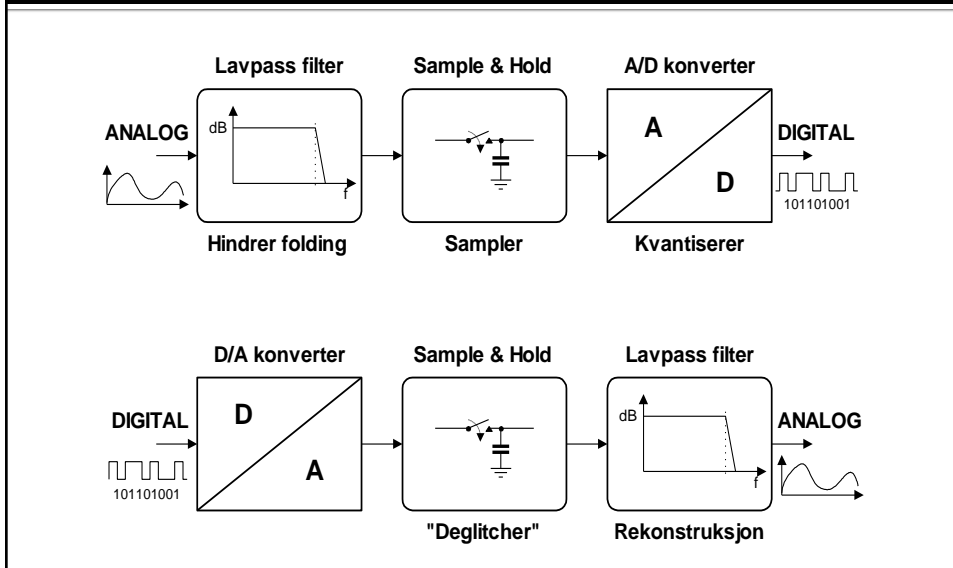 Lavpass filter
Sample & Hold
A/D konverter
ANALOG
dB
f
A
D
DIGITAL
101101001
Hindrer folding
Sampler
Kvantiserer
D/A konverter
Sample & Hold
Lavpass filter
DIGITAL
101101001
D
A
dB
f
ANALOG
"Deglitcher"
Rekonstruksjon